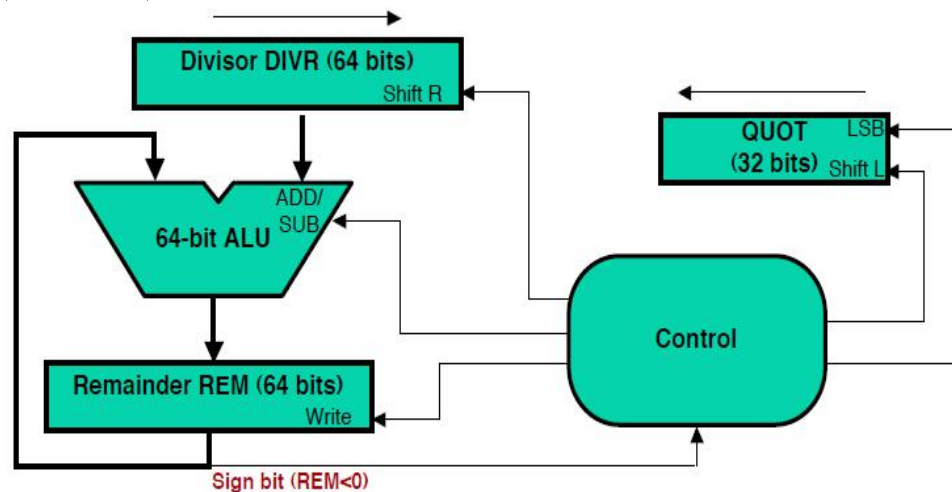 Divisor DIVR (64 bits)
Shift R
QUOT
(32 bits)
LSB
Shift L
ADD/
SUB
64-bit ALU
Control
Remainder REM (64 bits)
Write
Sign bit (REM<0)